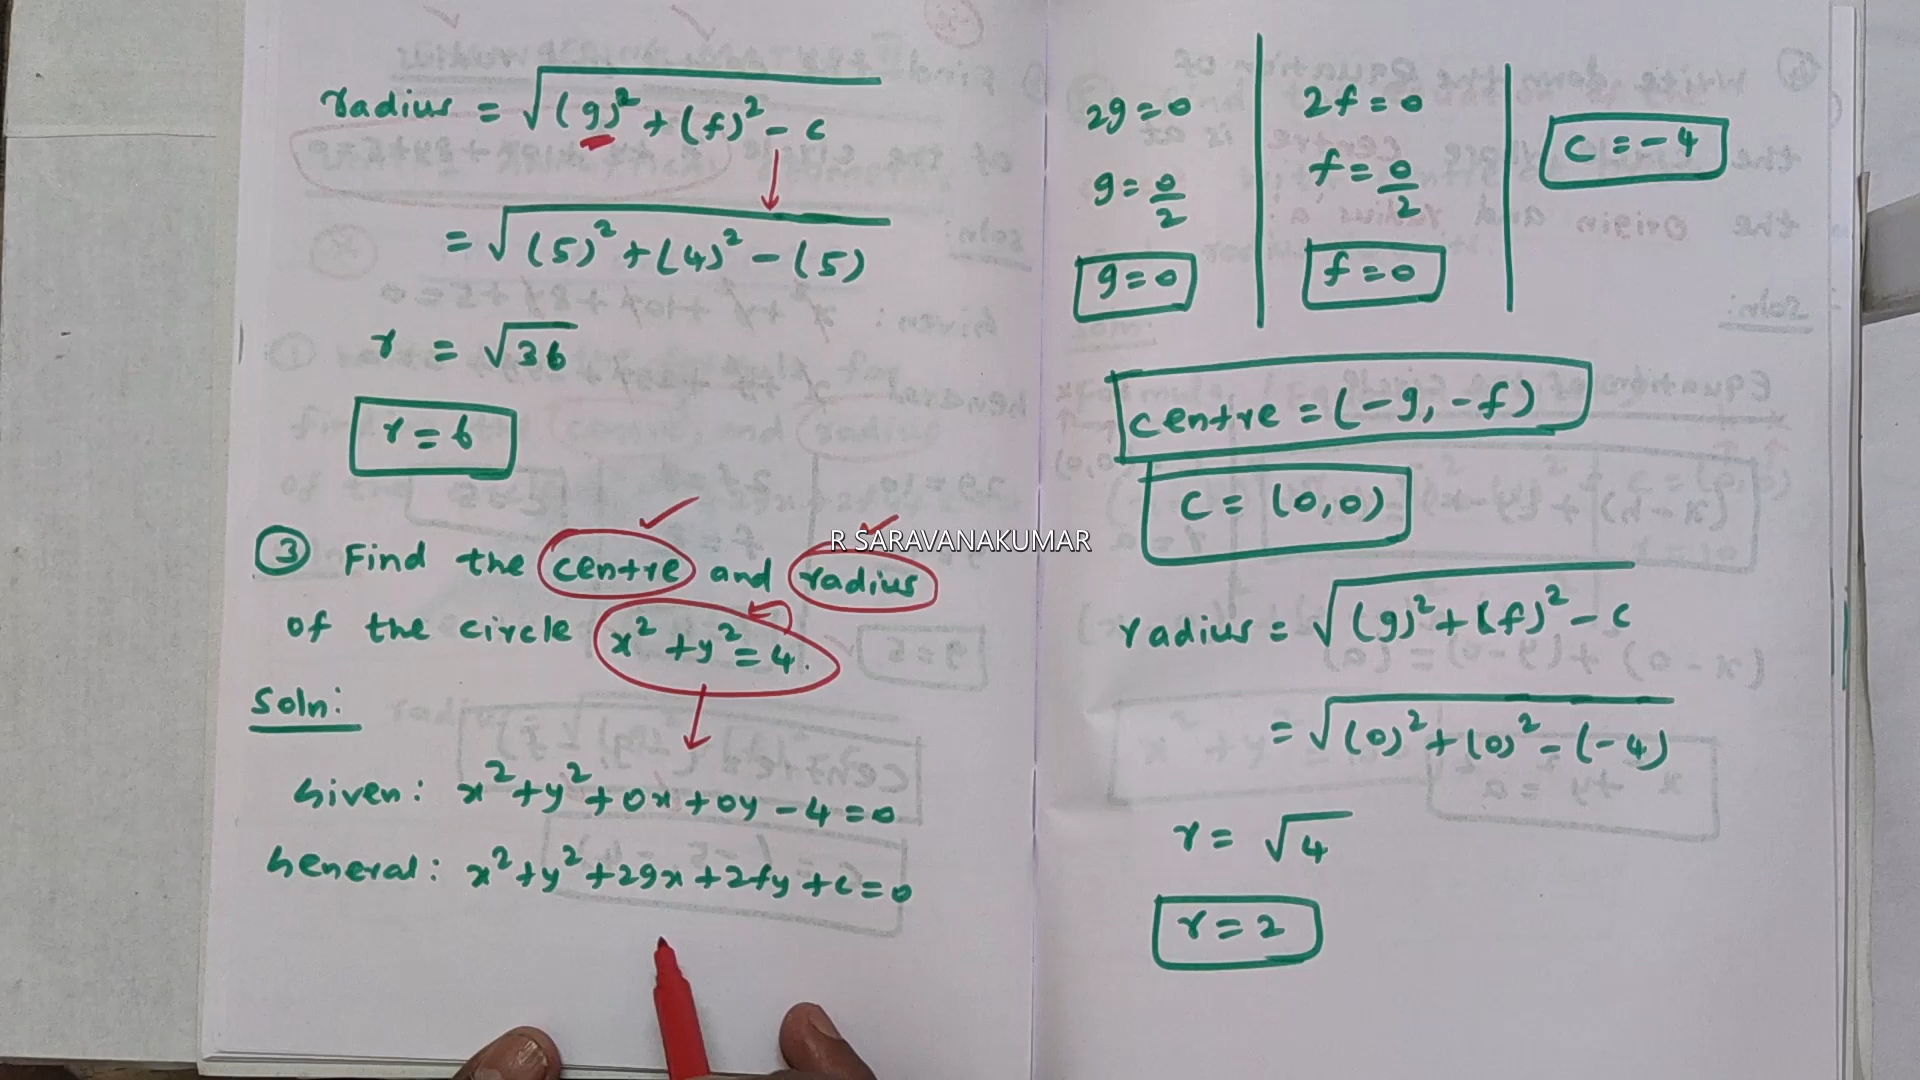 radius = √(g)² + (f)² - c
= √(5)² + (4)² - (5)
r = √36
r = 6
③ Find the centre and radius
of the circle x² + y² = 4.
Soln:
Given: x² + y² + 0x + 0y - 4 = 0
General: x² + y² + 2gx + 2fy + c = 0
2g = 0
g = 0/2
g = 0
2f = 0
f = 0/2
f = 0
c = -4
centre = (-g, -f)
C = (0,0)
radius = √(g)² + (f)² - c
= √(0)² + (0)² - (-4)
r = √4
r = 2
R SARAVANAKUMAR